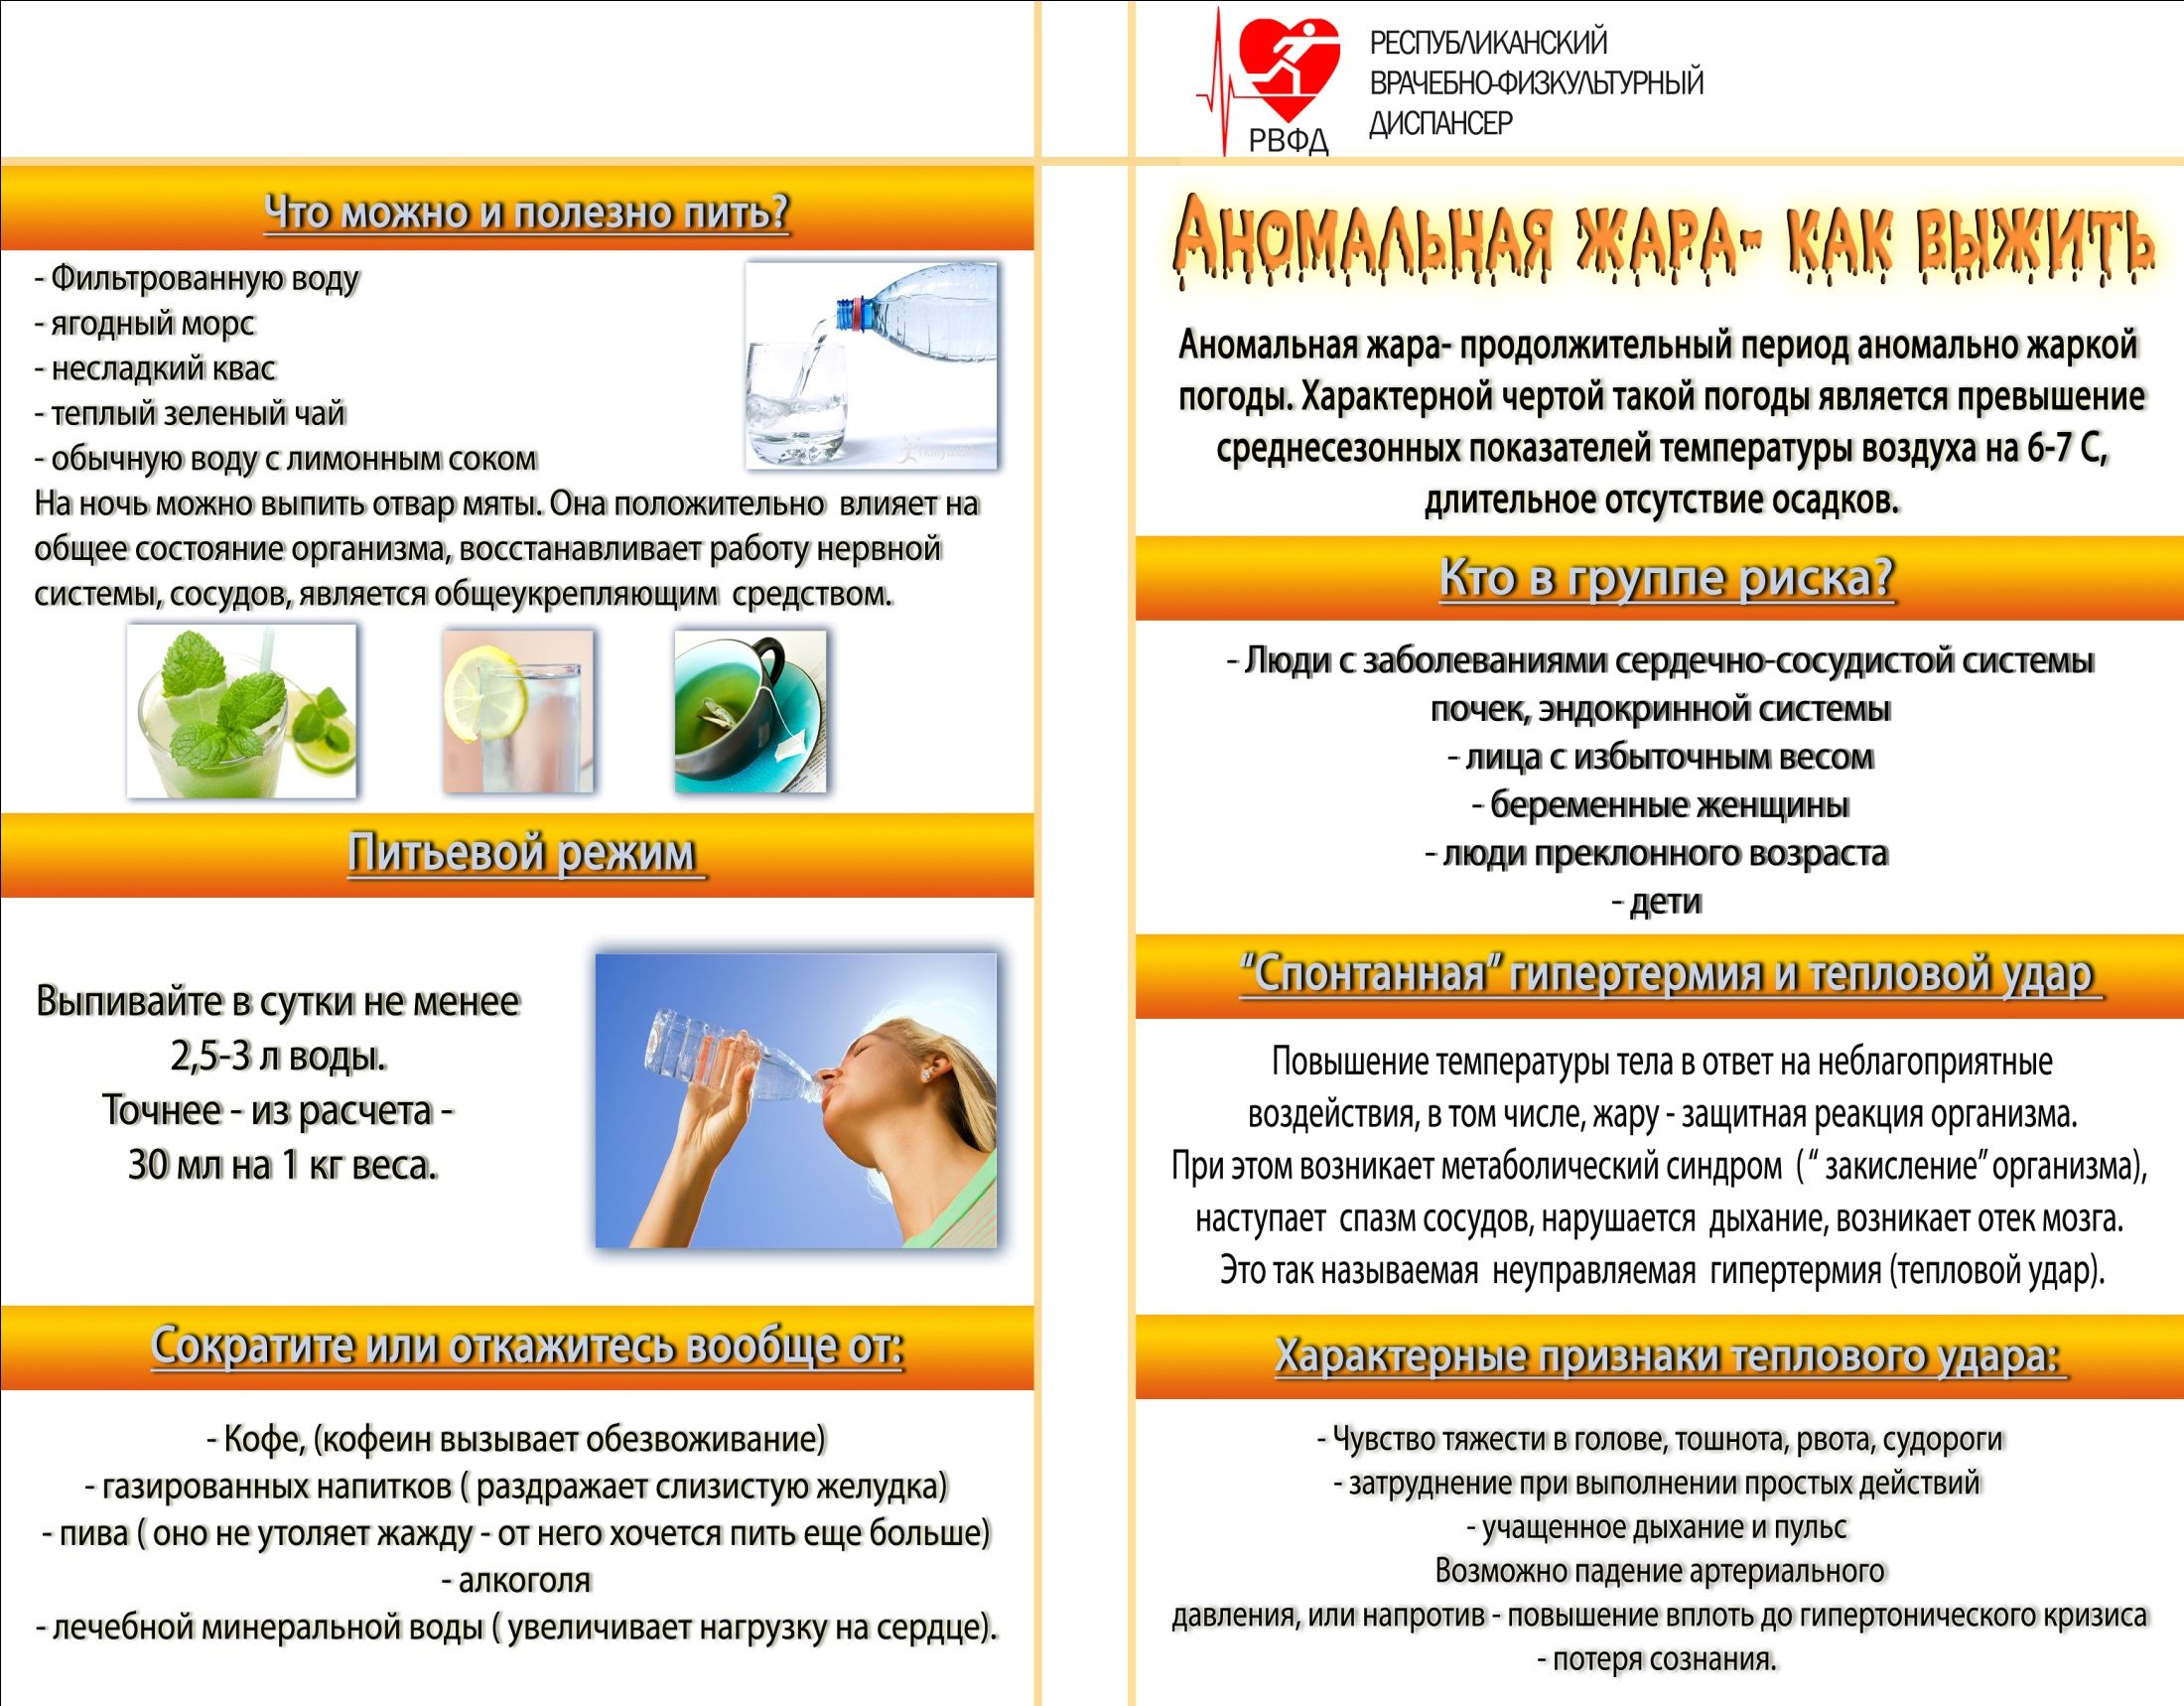 Что можно и полезно пить?
- Фильтрованную воду
- ягодный морс
- несладкий квас
- теплый зеленый чай
- обычную воду с лимонным соком
На ночь можно выпить отвар мяты. Она положительно влияет на
общее состояние организма, восстанавливает работу нервной
системы, сосудов, является общеукрепляющим средством.
Питьевой режим
Выпивайте в сутки не менее
2,5-3 л воды.
Точнее - из расчета -
30 мл на 1 кг веса.
Сократите или откажитесь вообще от:
- Кофе, (кофеин вызывает обезвоживание)
- газированных напитков ( раздражает слизистую желудка)
- пива ( оно не утоляет жажду - от него хочется пить еще больше)
- алкоголя
- лечебной минеральной воды ( увеличивает нагрузку на сердце).
РВФД
РЕСПУБЛИКАНСКИЙ
ВРАЧЕБНО-ФИЗКУЛЬТУРНЫЙ
ДИСПАНСЕР
Аномальная жара- как выжить
Аномальная жара- продолжительный период аномально жаркой
погоды. Характерной чертой такой погоды является превышение
среднесезонных показателей температуры воздуха на 6-7 С,
длительное отсутствие осадков.
Кто в группе риска?
- Люди с заболеваниями сердечно-сосудистой системы
почек, эндокринной системы
- лица с избыточным весом
- беременные женщины
- люди преклонного возраста
- дети
“Спонтанная” гипертермия и тепловой удар
Повышение температуры тела в ответ на неблагоприятные
воздействия, в том числе, жару - защитная реакция организма.
При этом возникает метаболический синдром ( “ закисление” организма),
наступает спазм сосудов, нарушается дыхание, возникает отек мозга.
Это так называемая неуправляемая гипертермия (тепловой удар).
Характерные признаки теплового удара:
- Чувство тяжести в голове, тошнота, рвота, судороги
- затруднение при выполнении простых действий
- учащенное дыхание и пульс
Возможно падение артериального
давления, или напротив - повышение вплоть до гипертонического кризиса
- потеря сознания.